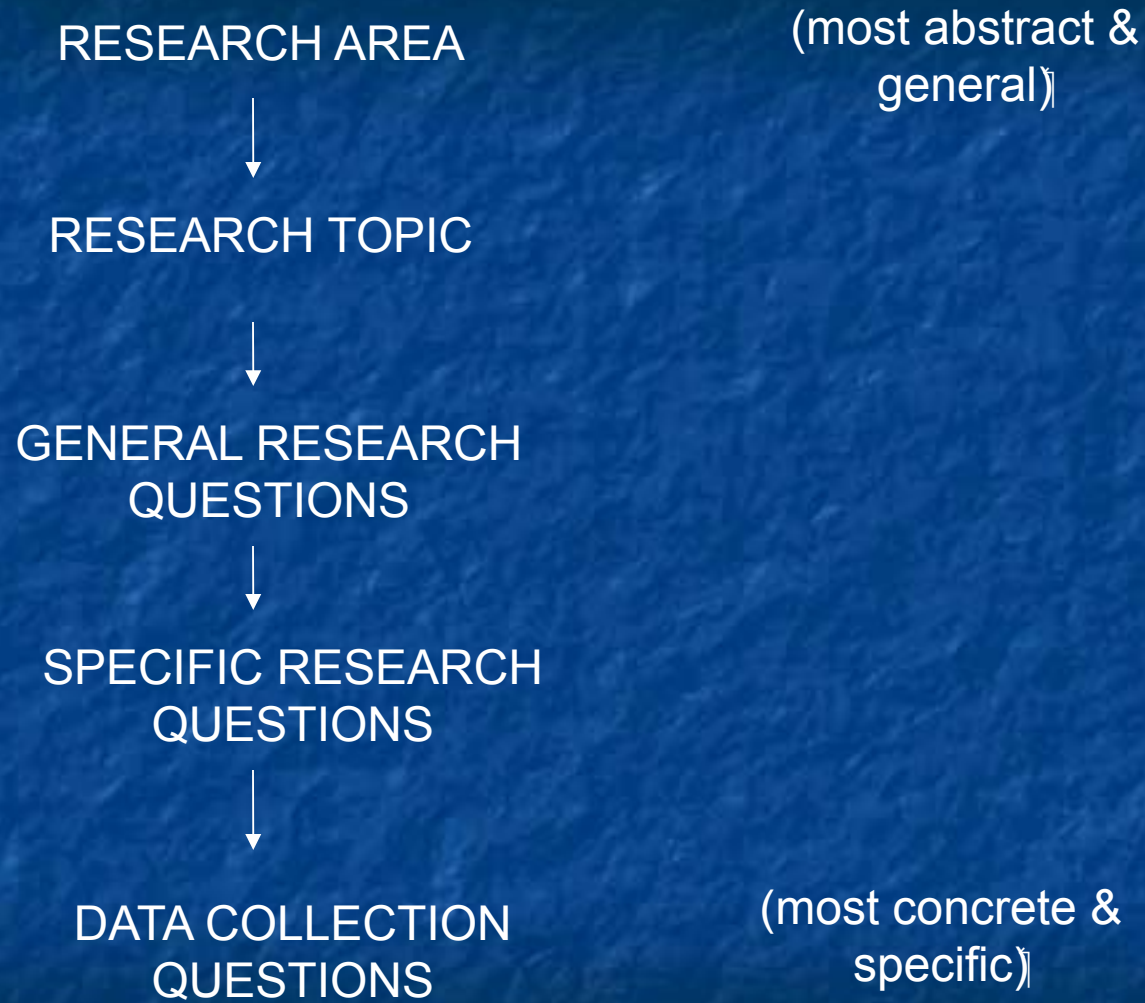 RESEARCH AREA
(most abstract &
general)
RESEARCH TOPIC
GENERAL RESEARCH
QUESTIONS
SPECIFIC RESEARCH
QUESTIONS
DATA COLLECTION
QUESTIONS
(most concrete &
specific)